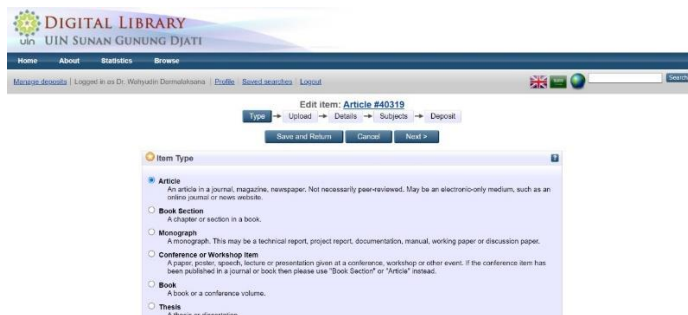 DIGITAL LIBRARY
uin UIN SUNAN GUNUNG DJATI
Home About Statistics Browse
Manage deposits | Logged in as Dr. Wahyudin Darmalaksana | Profile | Saved searches | Logout
Search
Edit item: Article #40319
Type → Upload → Details → Subjects → Deposit
Save and Return Cancel Next >
Item Type ?
Article
An article in a journal, magazine, newspaper. Not necessarily peer-reviewed. May be an electronic-only medium, such as an
online journal or news website.
Book Section
A chapter or section in a book.
Monograph
A monograph. This may be a technical report, project report, documentation, manual, working paper or discussion paper.
Conference or Workshop Item
A paper, poster, speech, lecture or presentation given at a conference, workshop or other event. If the conference item has
been published in a journal or book then please use "Book Section" or "Article" instead.
Book
A book or a conference volume.
Thesis
A thesis or dissertation.